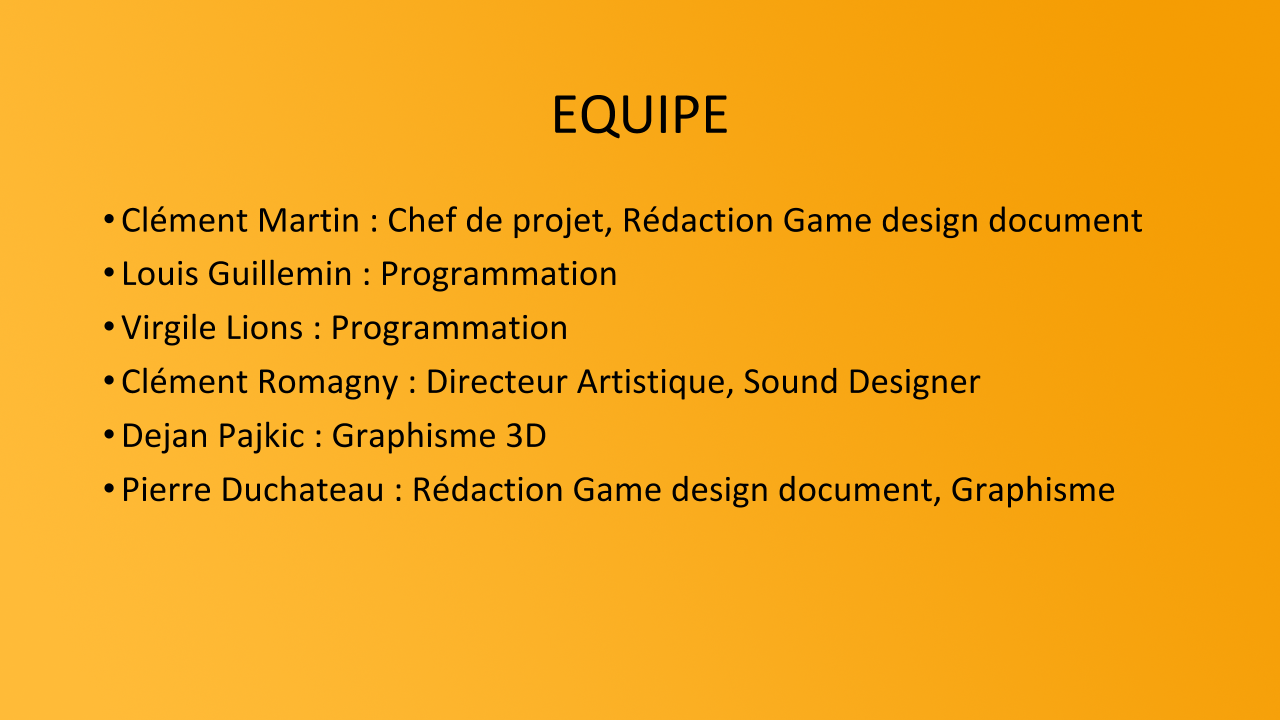 EQUIPE
• Clément Martin : Chef de projet, Rédaction Game design document
• Louis Guillemin : Programmation
• Virgile Lions : Programmation
• Clément Romagny : Directeur Artistique, Sound Designer
• Dejan Pajkic : Graphisme 3D
• Pierre Duchateau : Rédaction Game design document, Graphisme